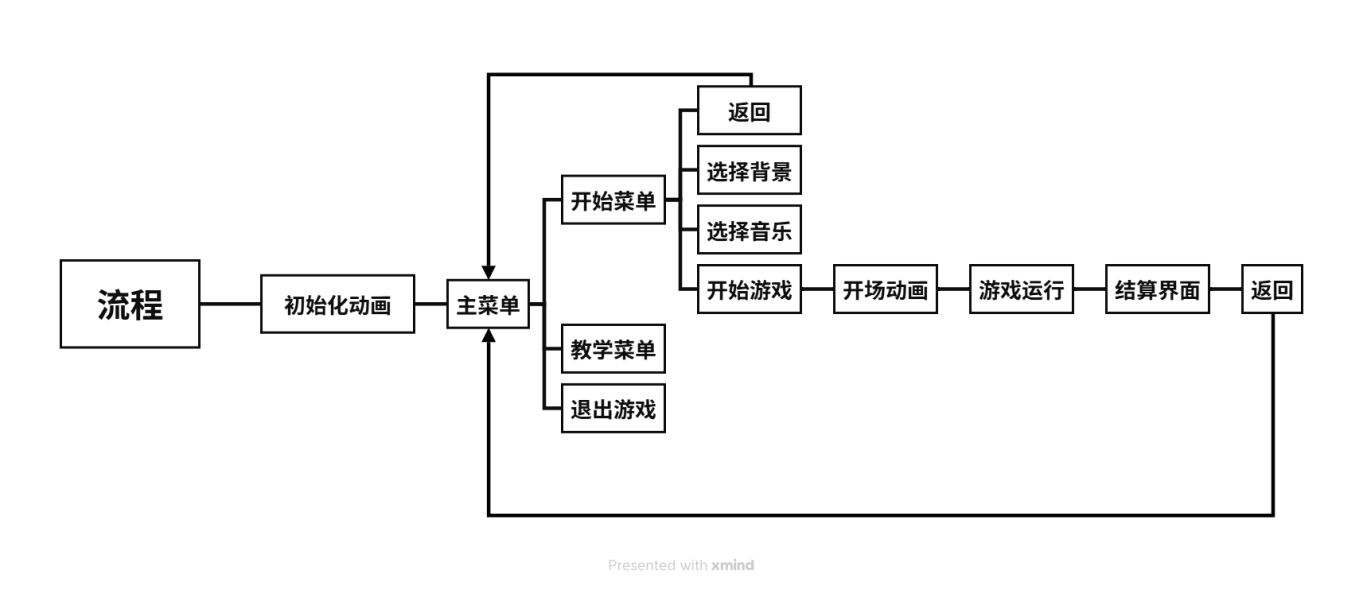 流程
初始化动画
主菜单
开始菜单
返回
选择背景
选择音乐
开始游戏
开场动画
游戏运行
结算界面
返回
教学菜单
退出游戏
Presented with xmind